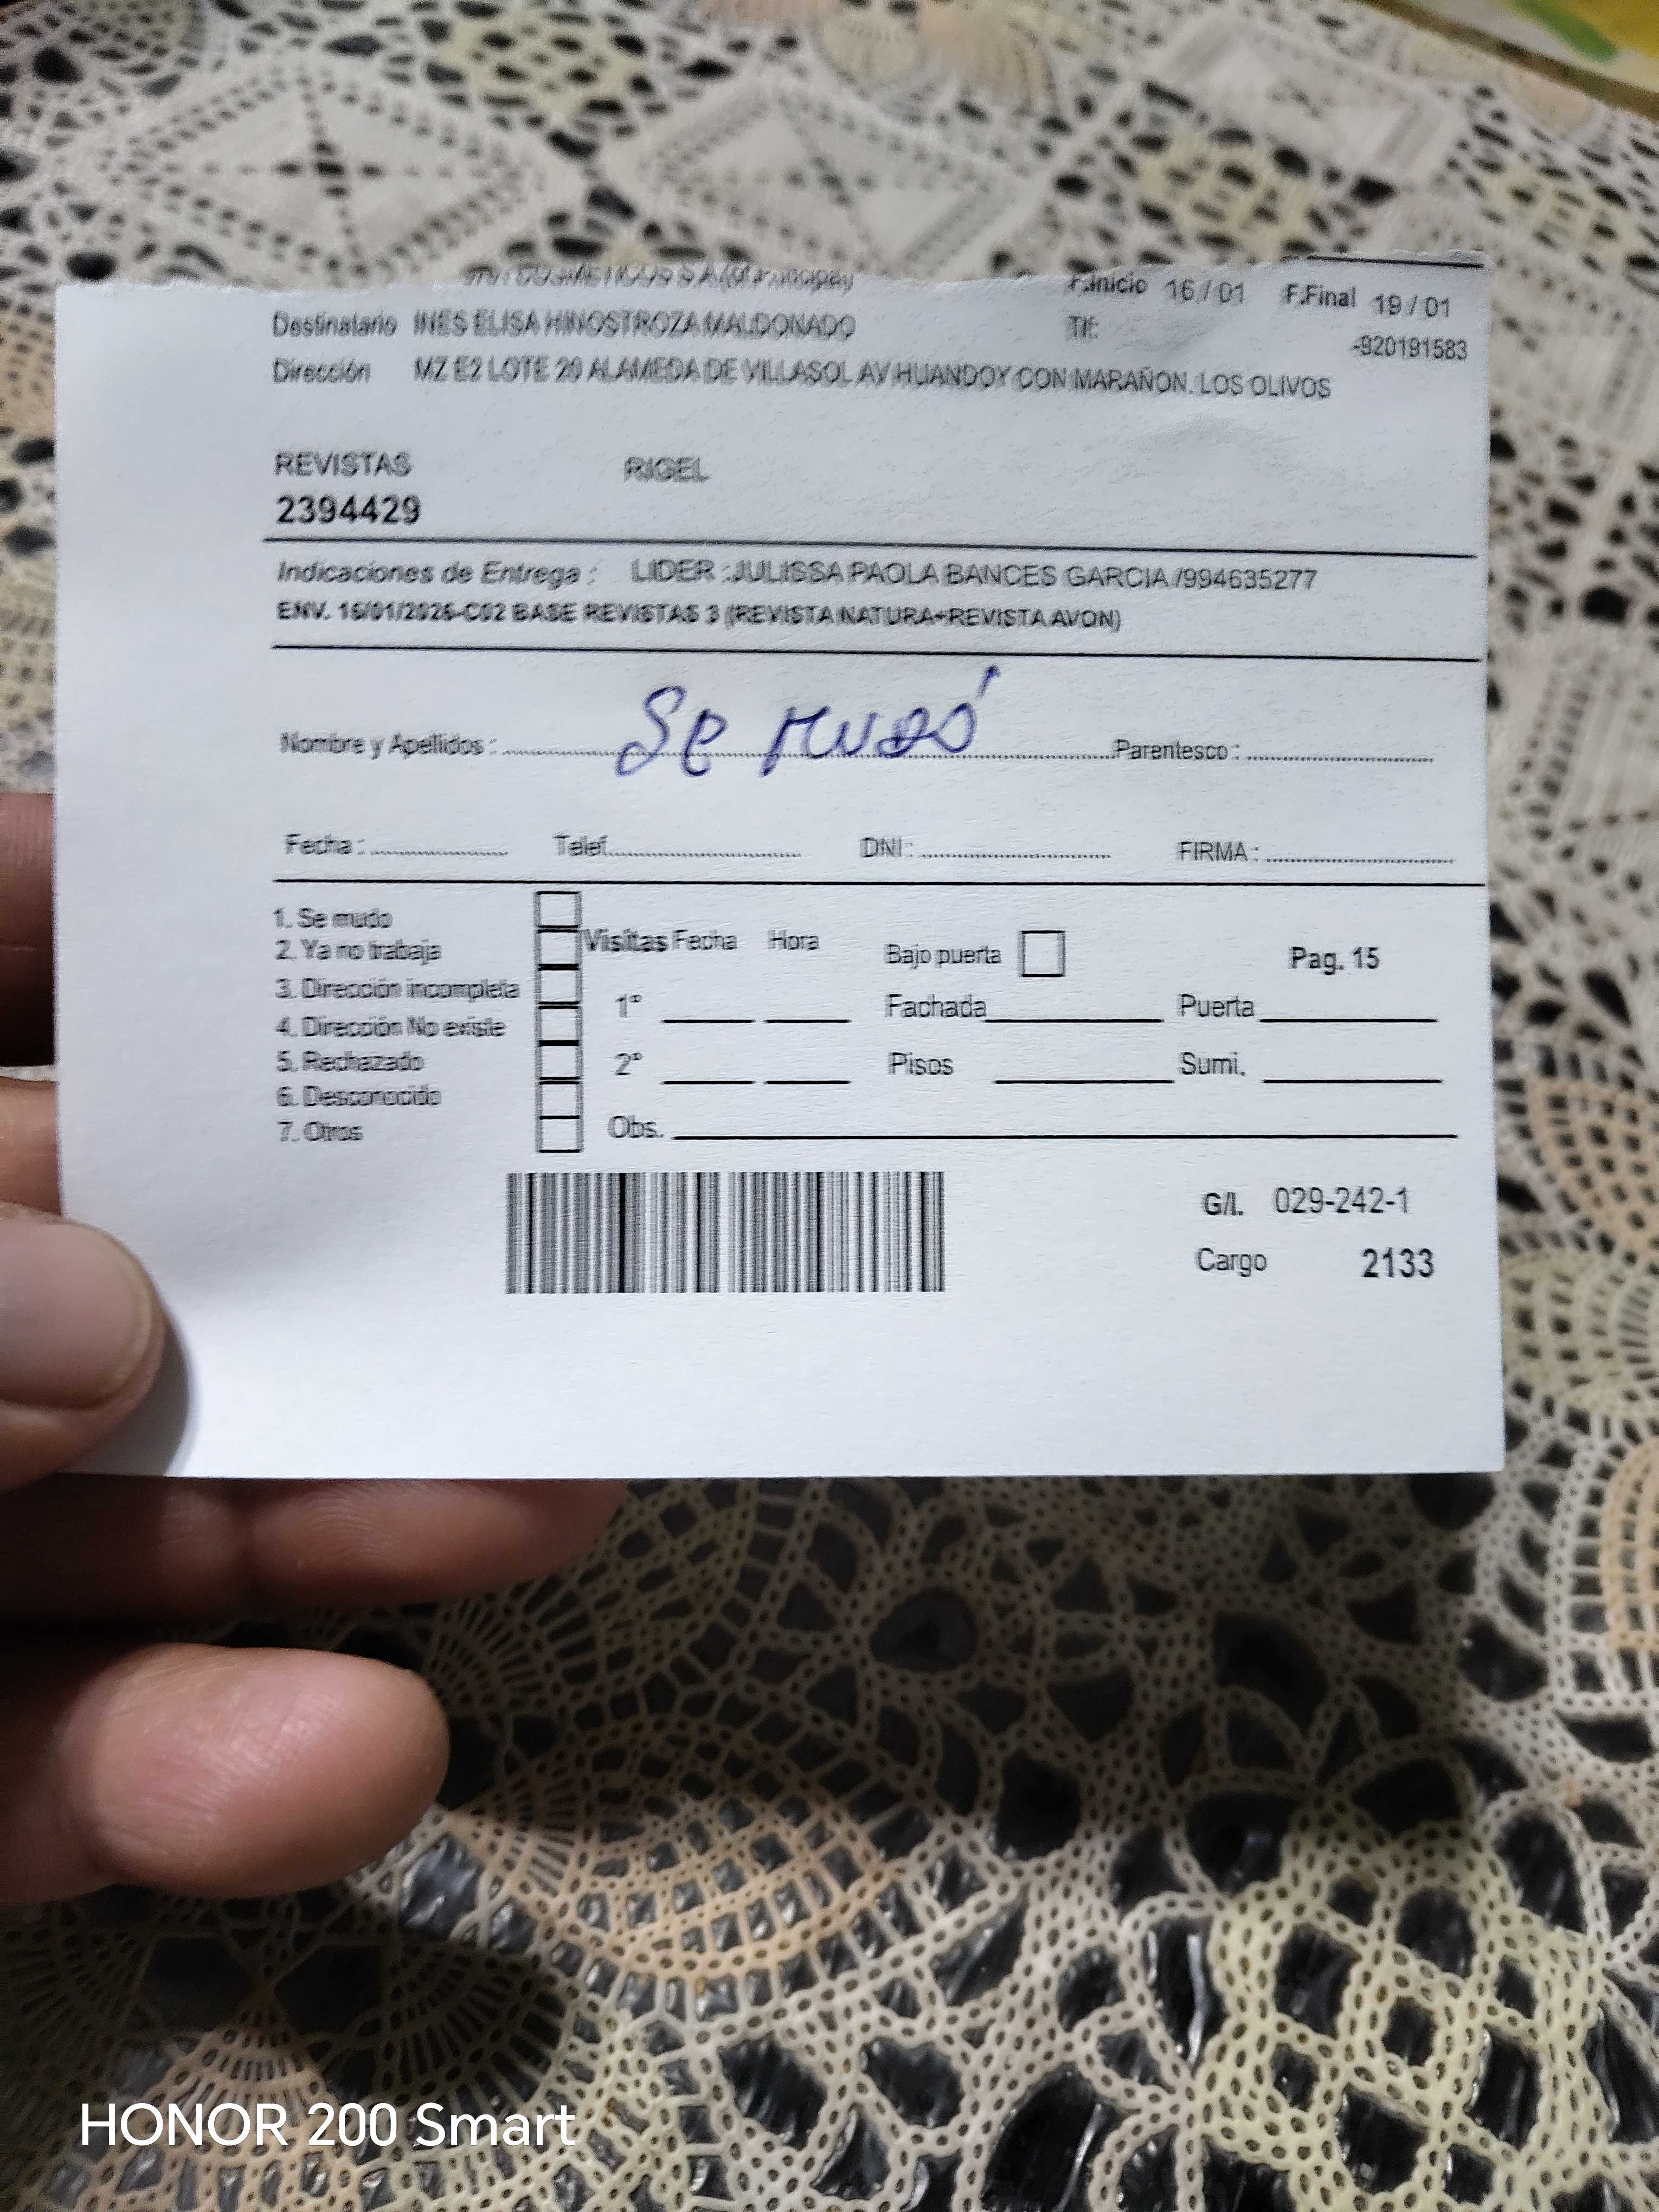 COSMETICOS S A
F.Inicio 16 / 01 F.Final 19 / 01
Destinatario INES ELISA HINOSTROZA MALDONADO Tlf:
-920191583
Dirección MZ E2 LOTE 20 ALAMEDA DE VILLASOL AV HUANDOY CON MARAÑON. LOS OLIVOS
REVISTAS RIGEL
2394429
Indicaciones de Entrega : LIDER :JULISSA PAOLA BANCES GARCIA /994635277
ENV. 16/01/2026-C02 BASE REVISTAS 3 (REVISTA NATURA+REVISTA AVON)
Se mudó
Nombre y Apellidos : Parentesco :
Fecha : Telef. DNI : FIRMA :
1. Se mudo
2. Ya no trabaja
3. Dirección incompleta
4. Dirección No existe
5. Rechazado
6. Desconocido
7. Otros
Visitas Fecha Hora
1°
2°
Obs.
Bajo puerta Pag. 15
Fachada Puerta
Pisos Sumi.
G/I. 029-242-1
Cargo 2133
HONOR 200 Smart